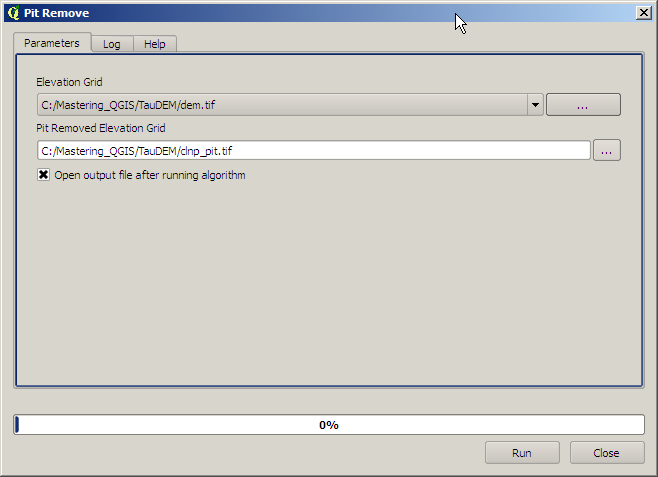 Pit Remove
Parameters Log Help
Elevation Grid
C:/Mastering_QGIS/TauDEM/dem.tif ...
Pit Removed Elevation Grid
C:/Mastering_QGIS/TauDEM/clnp_pit.tif ...
Open output file after running algorithm
0%
Run Close